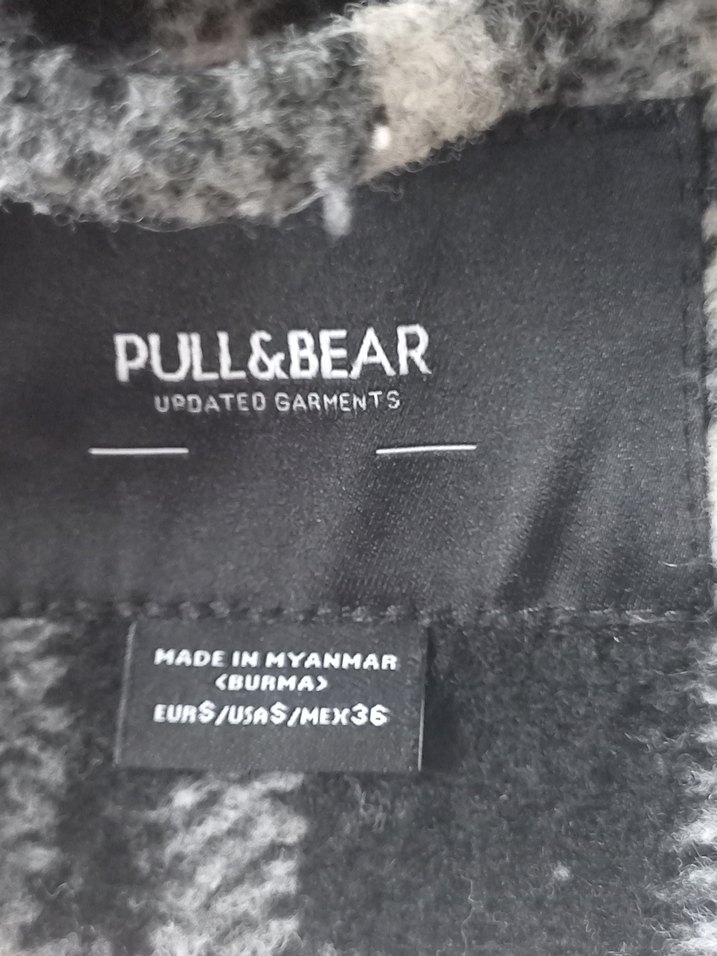 PULL&BEAR
UPDATED GARMENTS
MADE IN MYANMAR
<BURMA>
EURS/USAS/MEX36